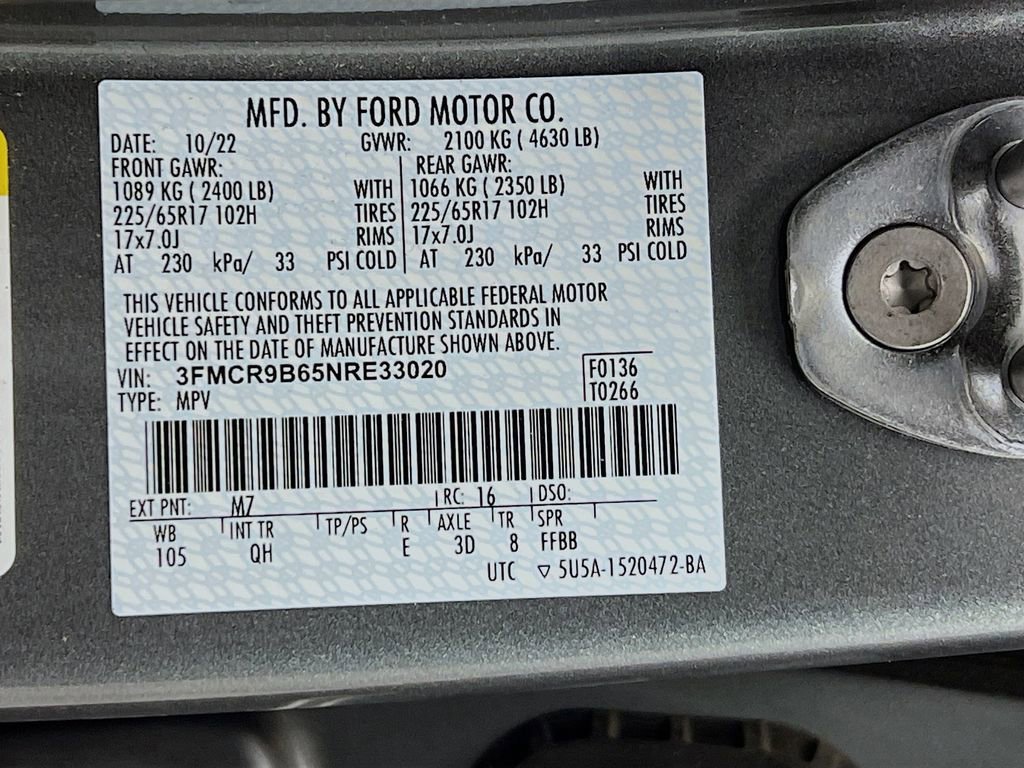 MFD. BY FORD MOTOR CO.
DATE: 10/22 GVWR: 2100 KG ( 4630 LB)
FRONT GAWR: REAR GAWR:
1089 KG ( 2400 LB) WITH 1066 KG ( 2350 LB) WITH
225/65R17 102H TIRES 225/65R17 102H TIRES
17x7.0J RIMS 17x7.0J RIMS
AT 230 kPa/ 33 PSI COLD AT 230 kPa/ 33 PSI COLD
THIS VEHICLE CONFORMS TO ALL APPLICABLE FEDERAL MOTOR
VEHICLE SAFETY AND THEFT PREVENTION STANDARDS IN
EFFECT ON THE DATE OF MANUFACTURE SHOWN ABOVE.
VIN: 3FMCR9B65NRE33020 F0136
TYPE: MPV T0266
EXT PNT: M7 RC: 16 DSO:
WB INT TR TP/PS R AXLE TR SPR
105 QH E 3D 8 FFBB
UTC ▽ 5U5A-1520472-BA